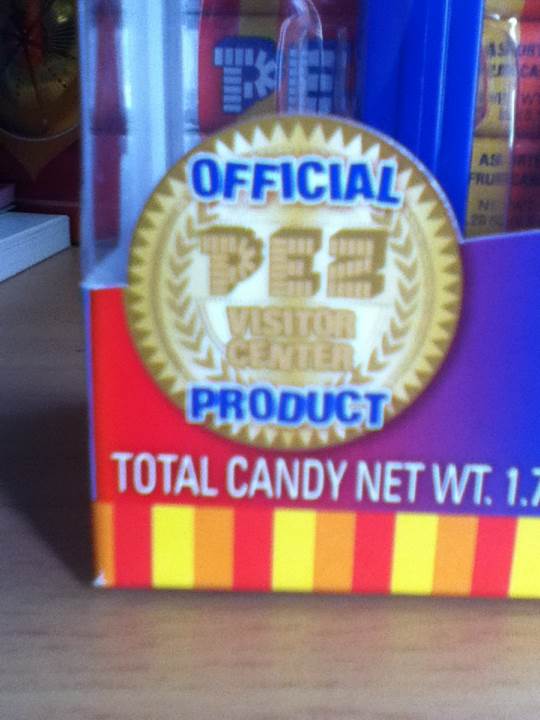 PEZ
OFFICIAL
PEZ
VISITOR
CENTER
PRODUCT
TOTAL CANDY NET WT. 1.7